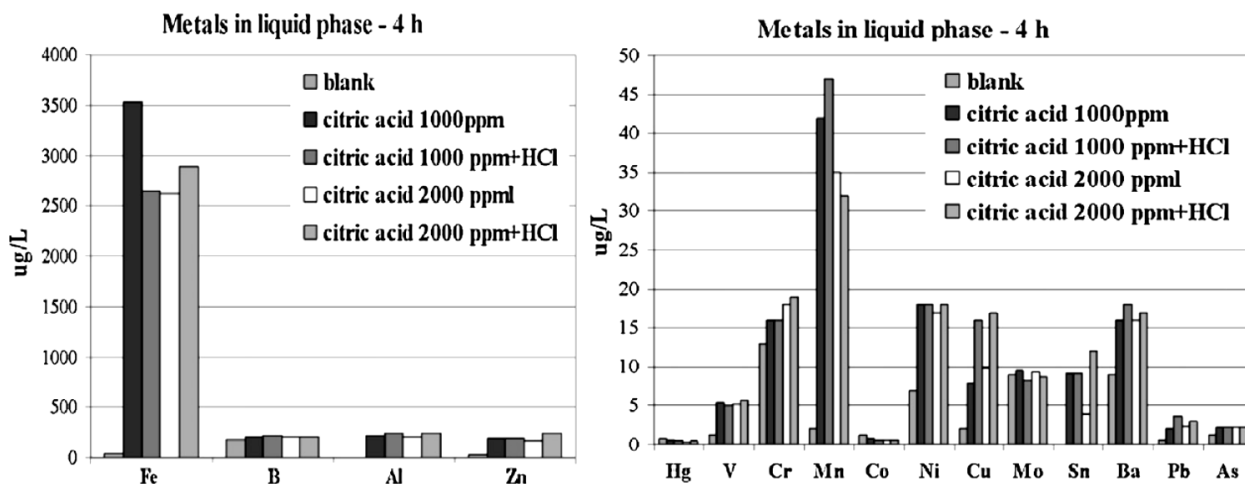 Metals in liquid phase - 4 h
4000
3500
3000
2500
2000
1500
1000
500
0
ug/L
blank
citric acid 1000ppm
citric acid 1000 ppm+HCl
citric acid 2000 ppml
citric acid 2000 ppm+HCl
Fe B Al Zn
Metals in liquid phase - 4 h
50
45
40
35
30
25
20
15
10
5
0
ug/L
blank
citric acid 1000ppm
citric acid 1000 ppm+HCl
citric acid 2000 ppml
citric acid 2000 ppm+HCl
Hg V Cr Mn Co Ni Cu Mo Sn Ba Pb As